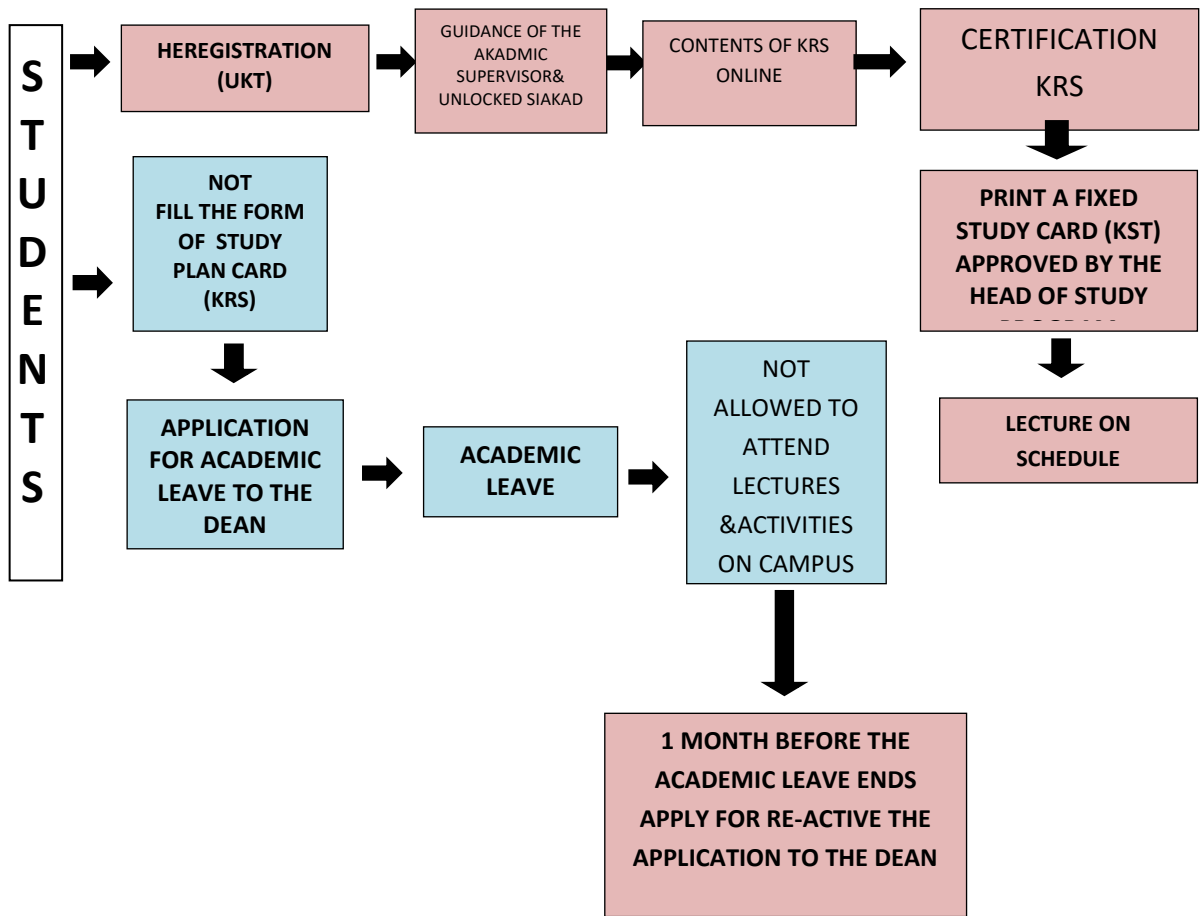 STUDENTS
HEREGISTRATION
(UKT)
GUIDANCE OF THE
AKADMIC
SUPERVISOR&
UNLOCKED SIAKAD
CONTENTS OF KRS
ONLINE
CERTIFICATION
KRS
PRINT A FIXED
STUDY CARD (KST)
APPROVED BY THE
HEAD OF STUDY
LECTURE ON
SCHEDULE
NOT
FILL THE FORM
OF STUDY
PLAN CARD
(KRS)
APPLICATION
FOR ACADEMIC
LEAVE TO THE
DEAN
ACADEMIC
LEAVE
NOT
ALLOWED TO
ATTEND
LECTURES
&ACTIVITIES
ON CAMPUS
1 MONTH BEFORE THE
ACADEMIC LEAVE ENDS
APPLY FOR RE-ACTIVE THE
APPLICATION TO THE DEAN